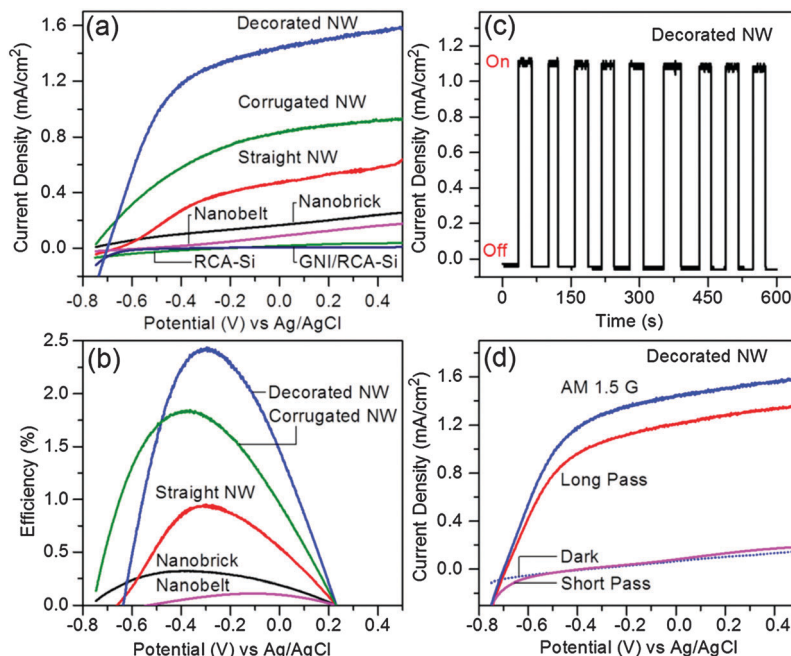 (a)
Decorated NW
Corrugated NW
Straight NW
Nanobelt
Nanobrick
RCA-Si
GNI/RCA-Si
1.6
1.2
0.8
0.4
0.0
Current Density (mA/cm²)
-0.8 -0.6 -0.4 -0.2 0.0 0.2 0.4
Potential (V) vs Ag/AgCl
(c)
Decorated NW
On
Off
1.2
1.0
0.8
0.6
0.4
0.2
0.0
Current Density (mA/cm²)
0 150 300 450 600
Time (s)
(b)
Decorated NW
Corrugated NW
Straight NW
Nanobrick
Nanobelt
2.5
2.0
1.5
1.0
0.5
0.0
Efficiency (%)
-0.8 -0.6 -0.4 -0.2 0.0 0.2 0.4
Potential (V) vs Ag/AgCl
(d)
Decorated NW
AM 1.5 G
Long Pass
Dark
Short Pass
1.6
1.2
0.8
0.4
0.0
Current Density (mA/cm²)
-0.8 -0.6 -0.4 -0.2 0.0 0.2 0.4
Potential (V) vs Ag/AgCl